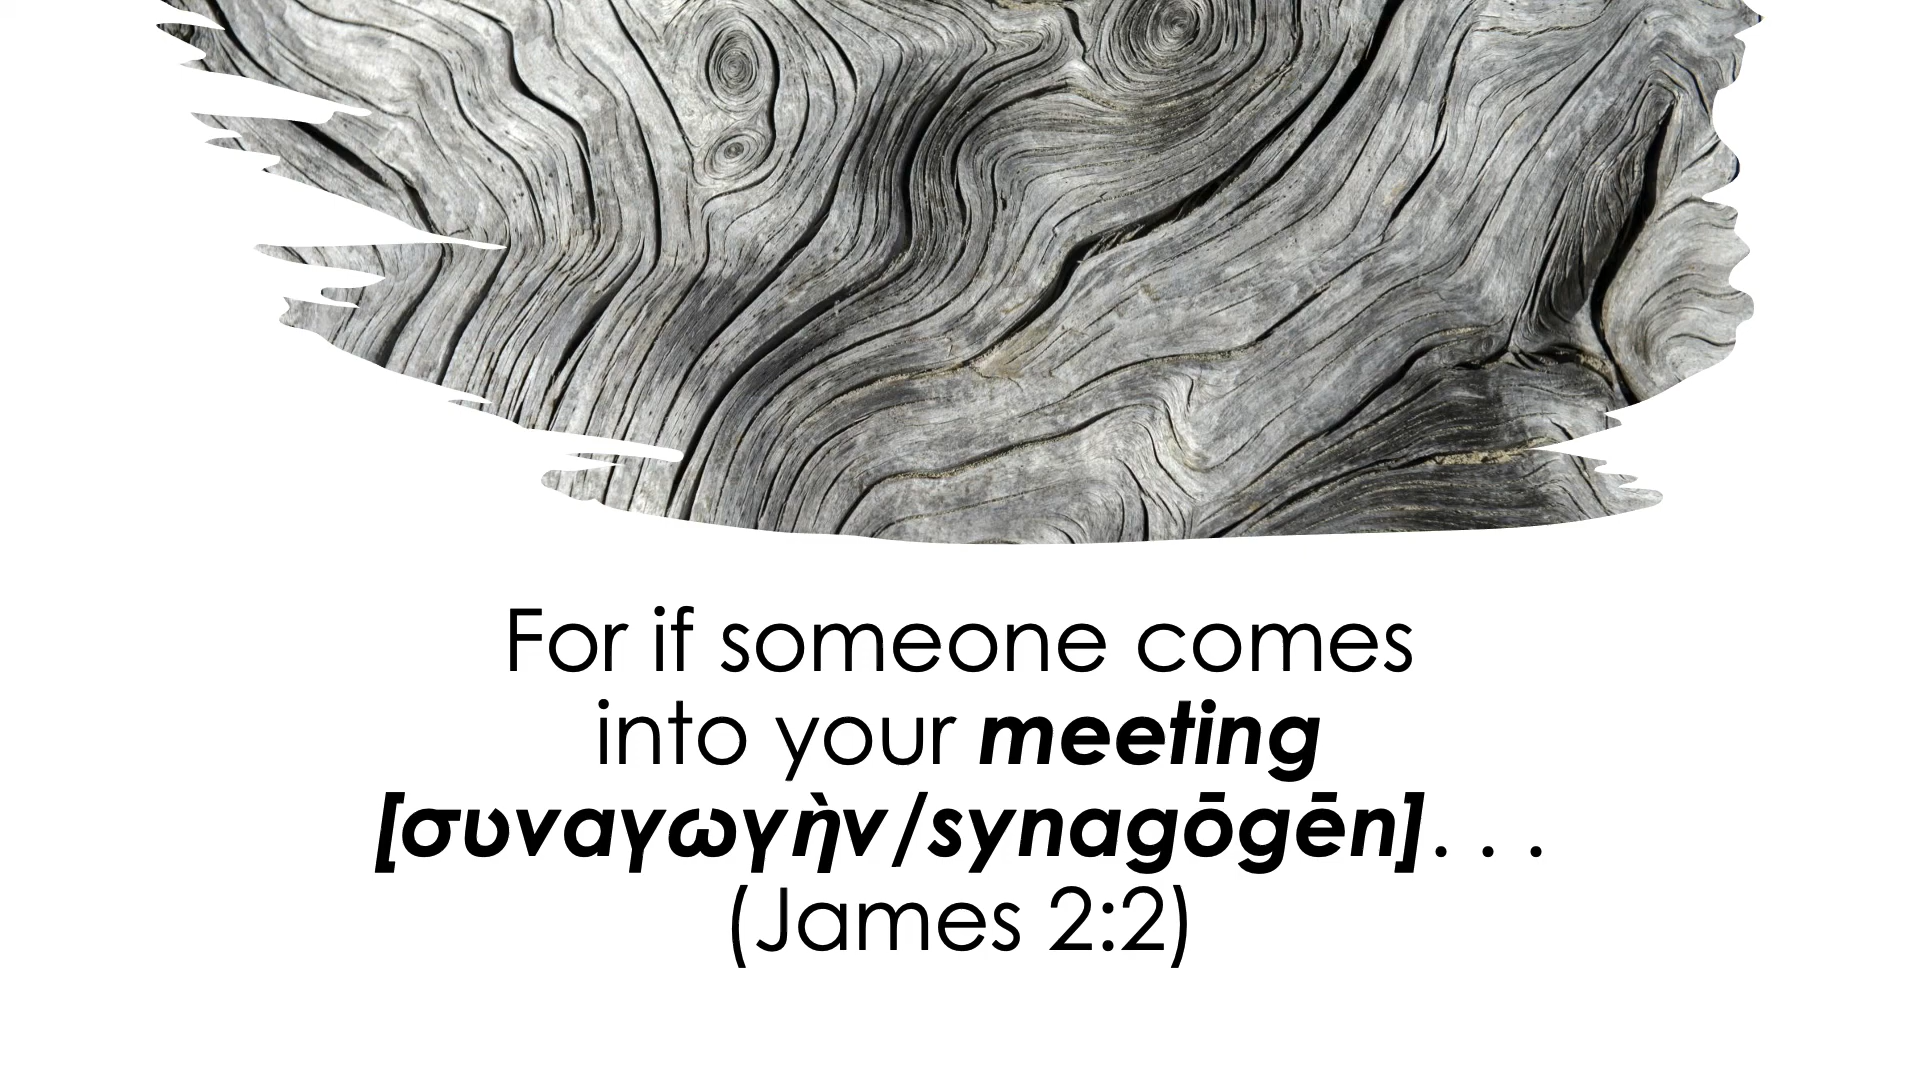 For if someone comes
into your meeting
[συναγωγὴν/synagōgēn]. . .
(James 2:2)